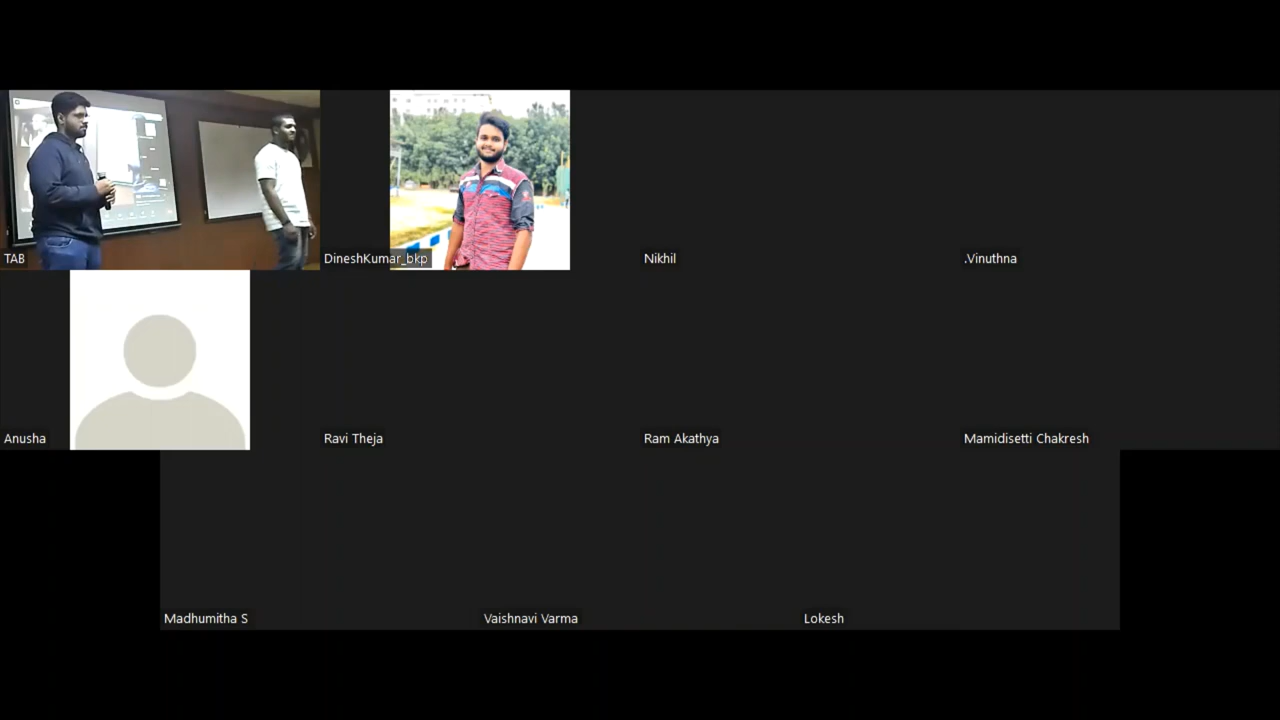 TAB
DineshKumar_bkp
Nikhil
.Vinuthna
Anusha
Ravi Theja
Ram Akathya
Mamidisetti Chakresh
Madhumitha S
Vaishnavi Varma
Lokesh